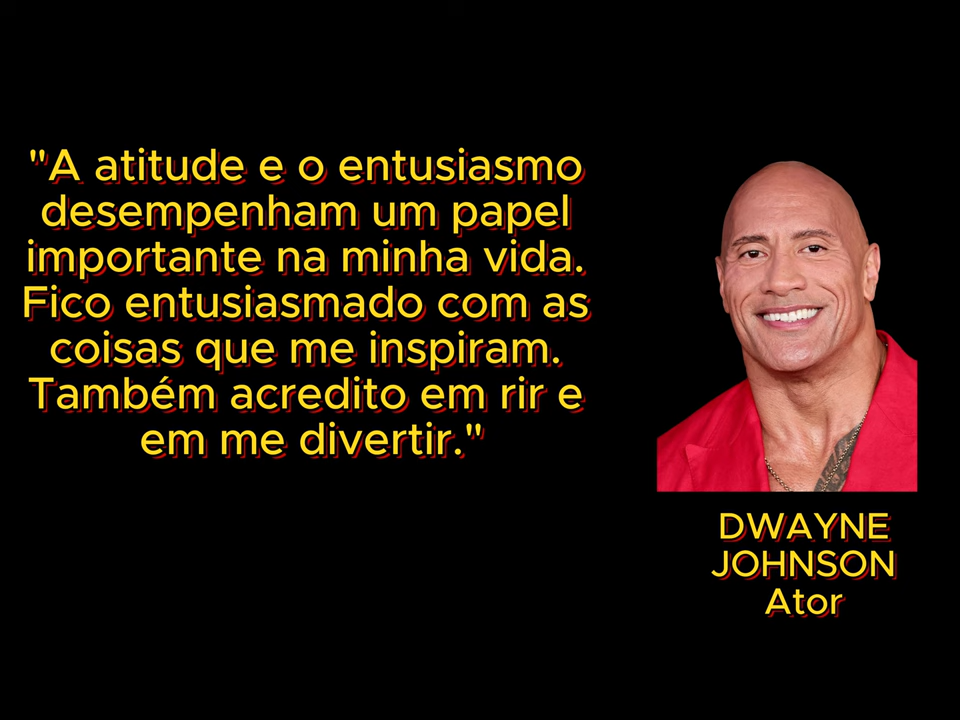 "A atitude e o entusiasmo
desempenham um papel
importante na minha vida.
Fico entusiasmado com as
coisas que me inspiram.
Também acredito em rir e
em me divertir."
DWAYNE
JOHNSON
Ator